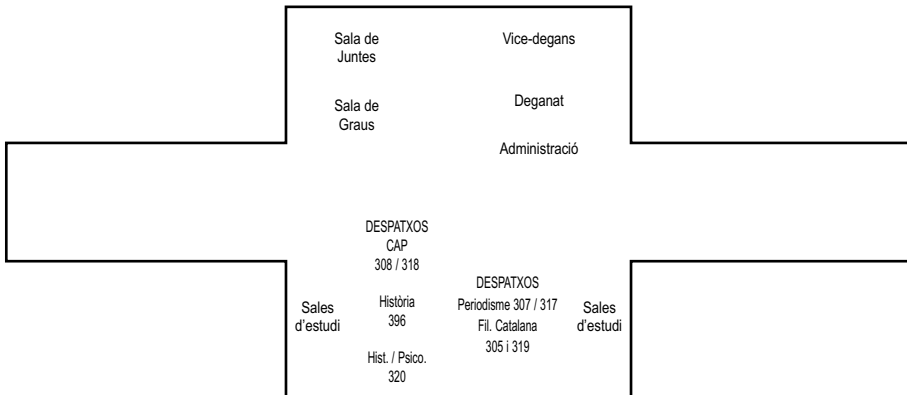 Sala de
Juntes
Vice-degans
Sala de
Graus
Deganat
Administració
DESPATXOS
CAP
308 / 318
Història
396
Hist. / Psico.
320
DESPATXOS
Periodisme 307 / 317
Fil. Catalana
305 i 319
Sales
d’estudi
Sales
d’estudi